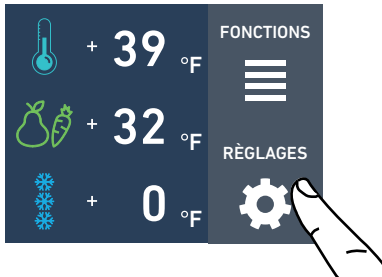 + 39 °F
+ 32 °F
+ 0 °F
FONCTIONS
RÈGLAGES